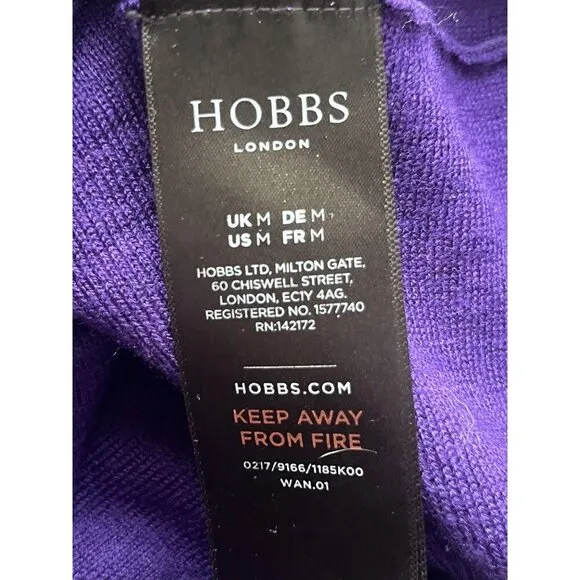 HOBBS
LONDON
UK M DE M
US M FR M
HOBBS LTD, MILTON GATE,
60 CHISWELL STREET,
LONDON, EC1Y 4AG.
REGISTERED NO. 1577740
RN:142172
HOBBS.COM
KEEP AWAY
FROM FIRE
0217/9166/1185K00
WAN.01